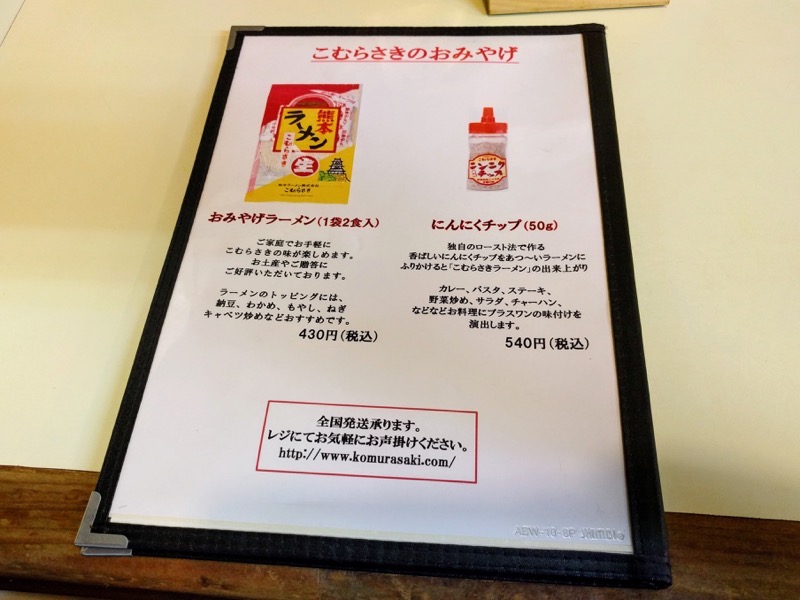 こむらさきのおみやげ
熊本
ラーメン
こむらさき
生
こむらさき
こむらさき
おみやげラーメン(1袋2食入)
ご家庭でお手軽に
こむらさきの味が楽しめます。
お土産やご贈答に
ご好評いただいております。
ラーメンのトッピングには、
納豆、わかめ、もやし、ねぎ
キャベツ炒めなどおすすめです。
430円(税込)
にんにくチップ(50g)
独自のロースト法で作る
香ばしいにんにくチップをあつ〜いラーメンに
ふりかけると「こむらさきラーメン」の出来上がり
カレー、パスタ、ステーキ、
野菜炒め、サラダ、チャーハン、
などなどお料理にプラスワンの味付けを
演出します。
540円(税込)
全国発送承ります。
レジにてお気軽にお声掛けください。
http://www.komurasaki.com/